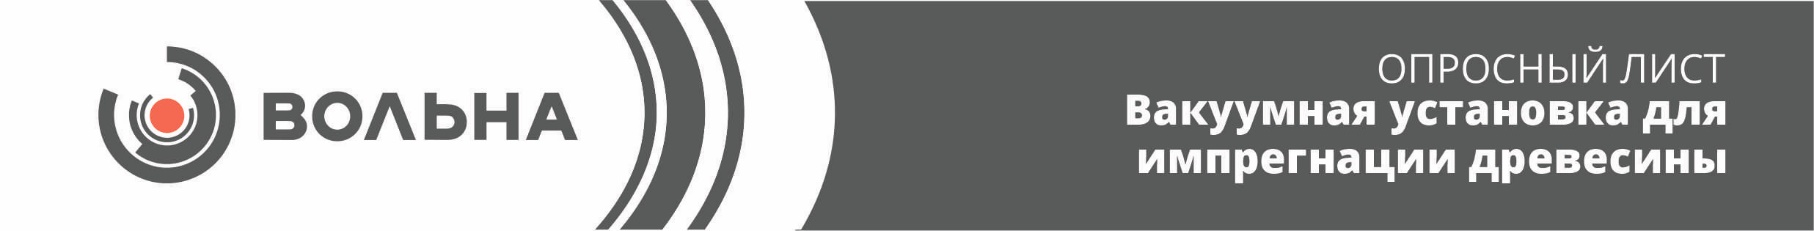 ВОЛЬНА
ОПРОСНЫЙ ЛИСТ
Вакуумная установка для
импрегнации древесины